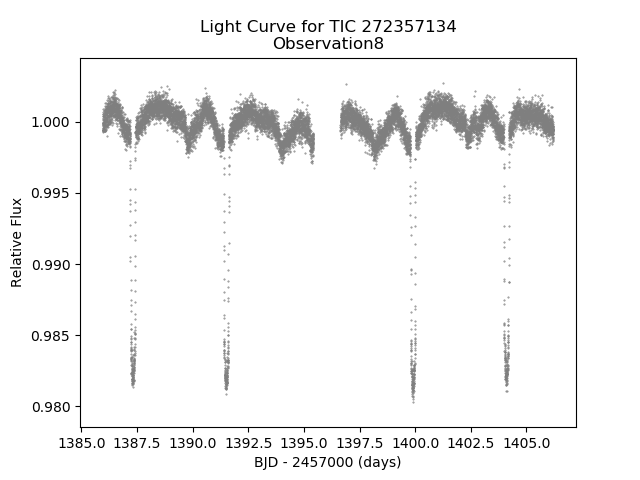 Light Curve for TIC 272357134
Observation8
1.000
0.995
0.990
0.985
0.980
Relative Flux
1385.0 1387.5 1390.0 1392.5 1395.0 1397.5 1400.0 1402.5 1405.0
BJD - 2457000 (days)